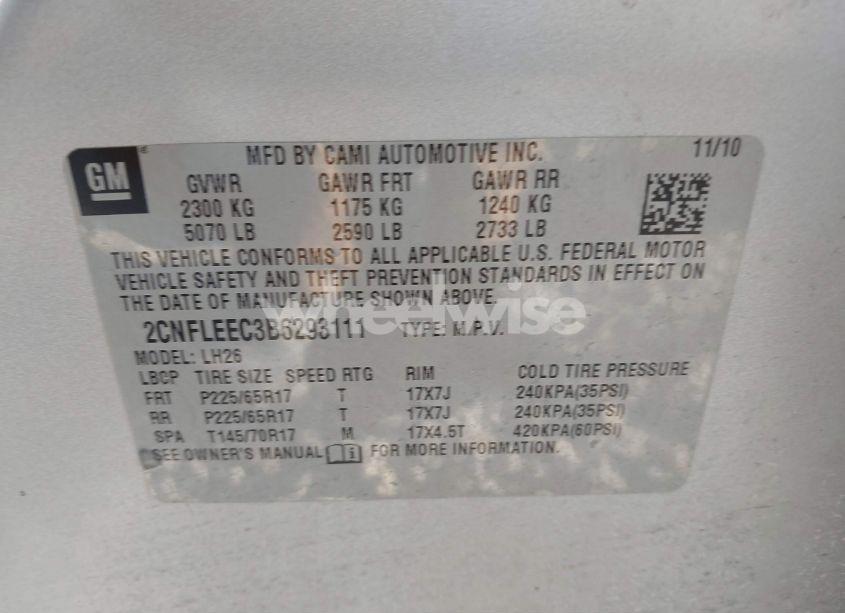 GM
MFD BY CAMI AUTOMOTIVE INC. 11/10
GVWR GAWR FRT GAWR RR
2300 KG 1175 KG 1240 KG
5070 LB 2590 LB 2733 LB
THIS VEHICLE CONFORMS TO ALL APPLICABLE U.S. FEDERAL MOTOR
VEHICLE SAFETY AND THEFT PREVENTION STANDARDS IN EFFECT ON
THE DATE OF MANUFACTURE SHOWN ABOVE.
wheelwise
2CNFLEEC3B6293111 TYPE: M.P.V.
MODEL: LH26
LBCP TIRE SIZE SPEED RTG RIM COLD TIRE PRESSURE
FRT P225/65R17 T 17X7J 240KPA(35PSI)
RR P225/65R17 T 17X7J 240KPA(35PSI)
SPA T145/70R17 M 17X4.5T 420KPA(60PSI)
SEE OWNER'S MANUAL FOR MORE INFORMATION.